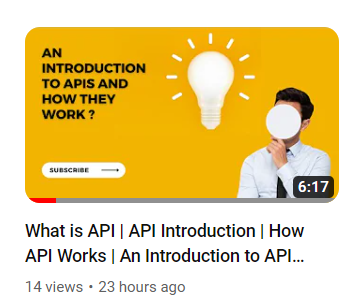 AN
INTRODUCTION
TO APIS AND
HOW THEY
WORK ?
SUBSCRIBE
6:17
What is API | API Introduction | How
API Works | An Introduction to API...
14 views • 23 hours ago